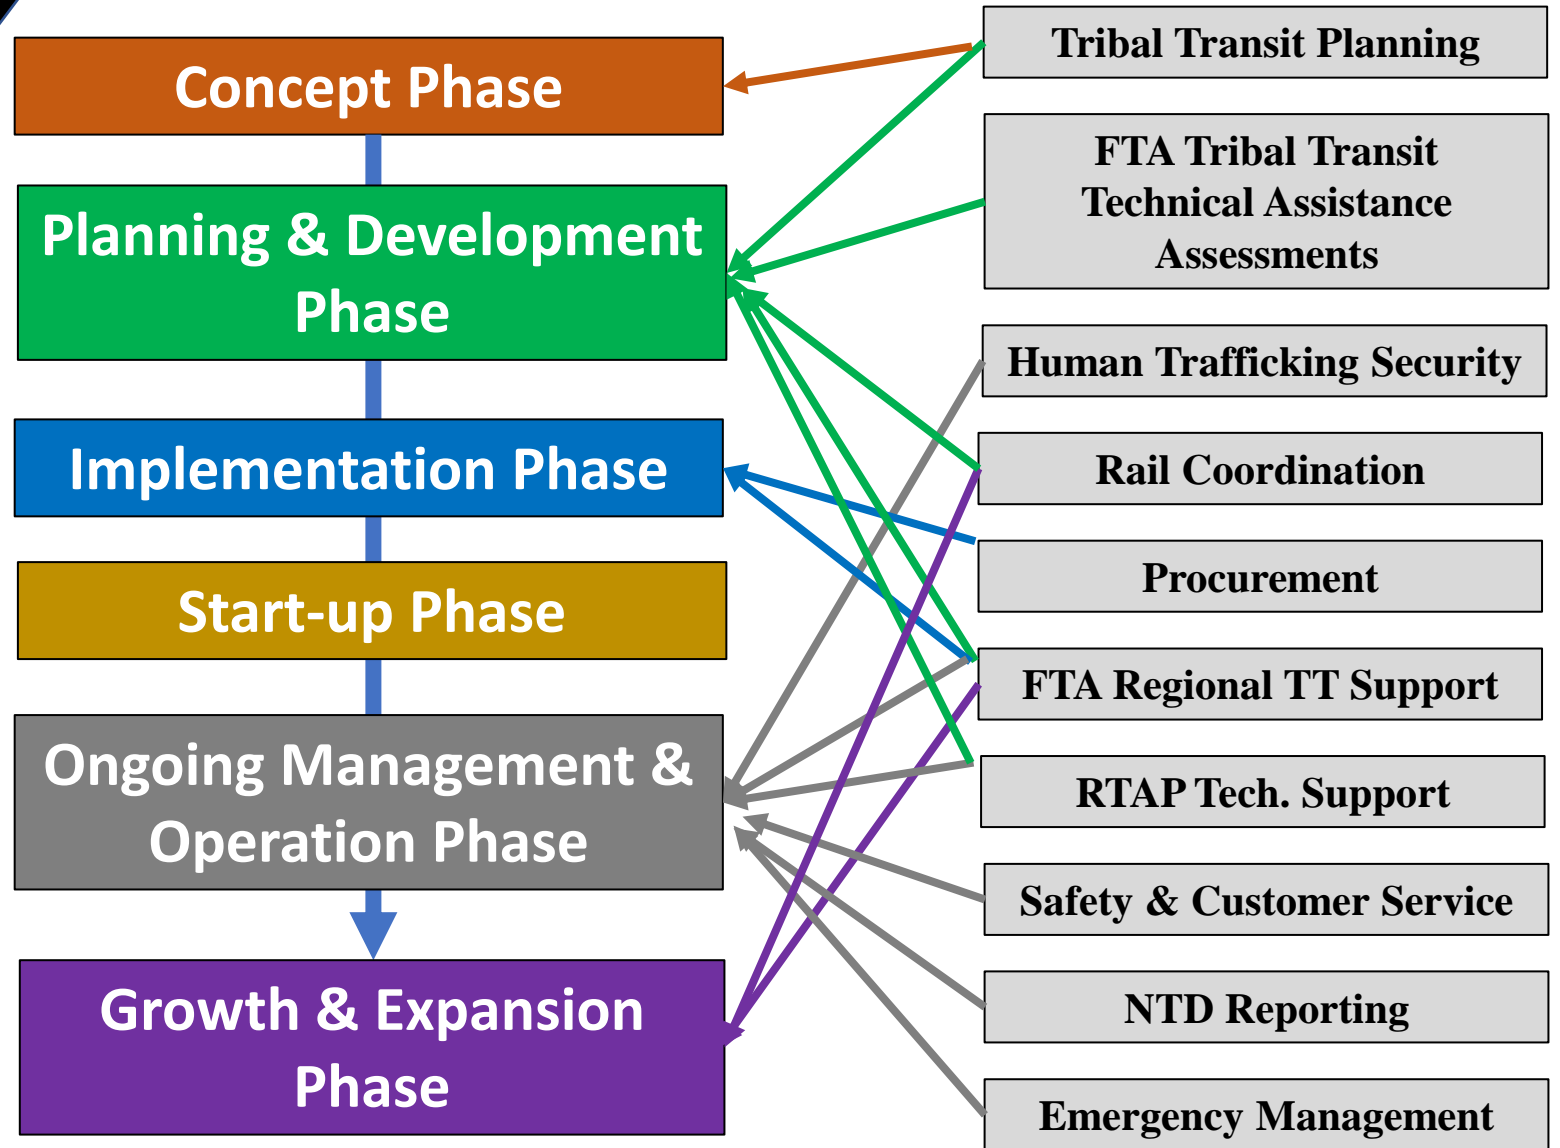 Concept Phase
Planning & Development
Phase
Implementation Phase
Start-up Phase
Ongoing Management &
Operation Phase
Growth & Expansion
Phase
Tribal Transit Planning
FTA Tribal Transit
Technical Assistance
Assessments
Human Trafficking Security
Rail Coordination
Procurement
FTA Regional TT Support
RTAP Tech. Support
Safety & Customer Service
NTD Reporting
Emergency Management